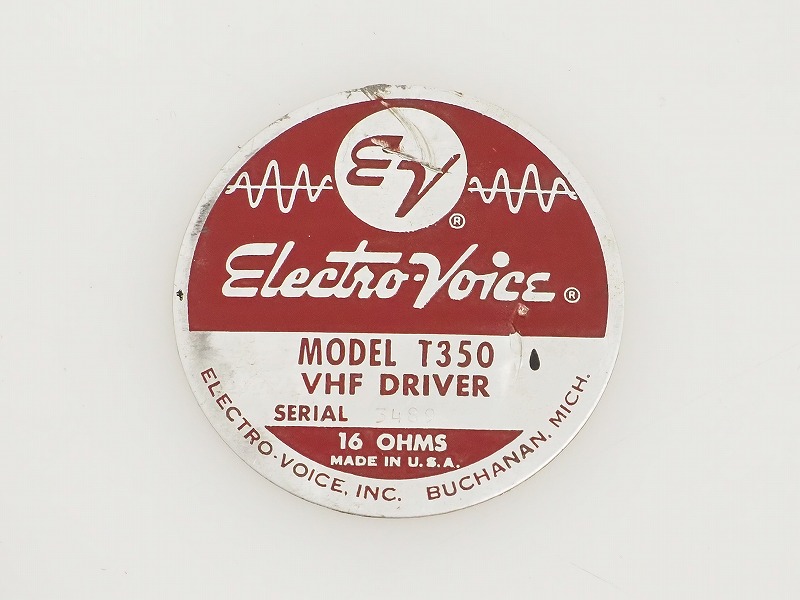 EV®
Electro-Voice®
MODEL T350
VHF DRIVER
SERIAL
16 OHMS
MADE IN U.S.A.
ELECTRO-VOICE, INC. BUCHANAN, MICH.